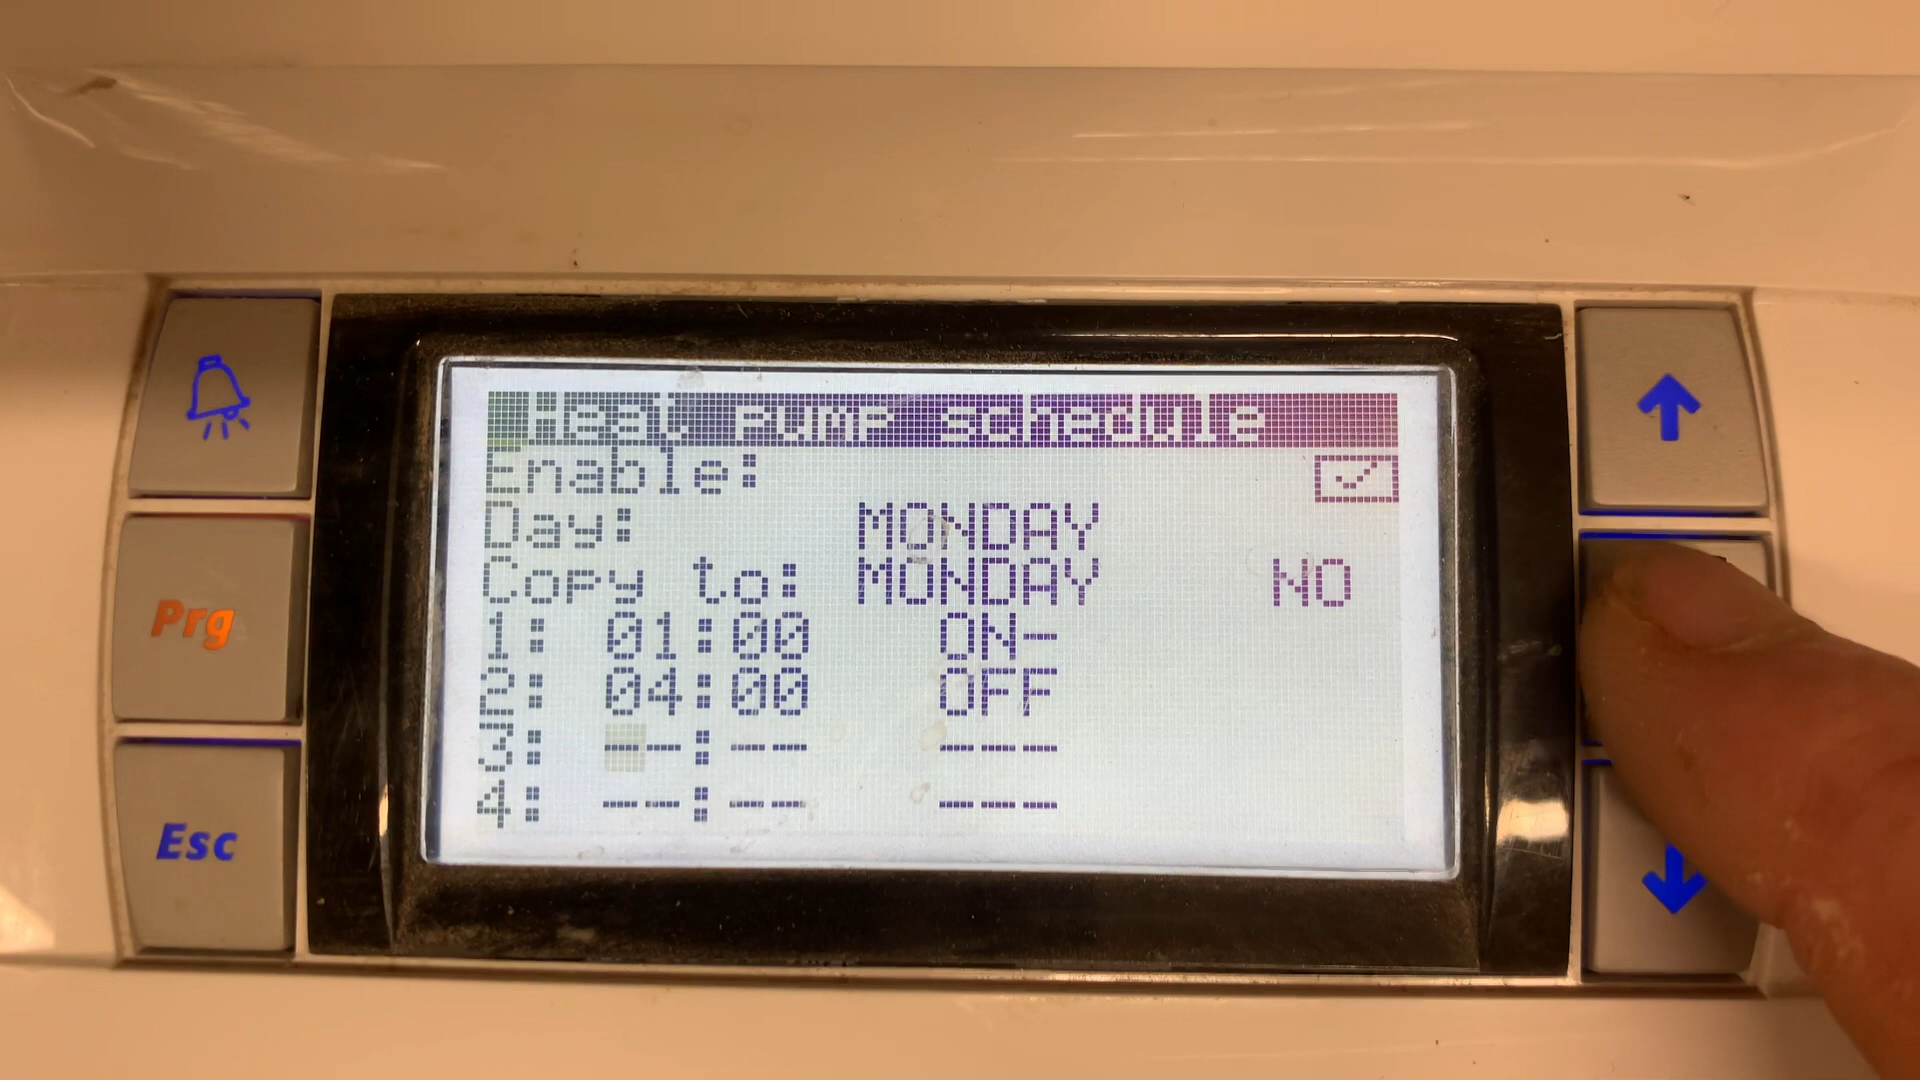 Heat pump schedule
Enable:
Day: MONDAY
Copy to: MONDAY NO
1: 01:00 ON-
2: 04:00 OFF
3: --:-- ---
4: --:-- ---
Prg
Esc